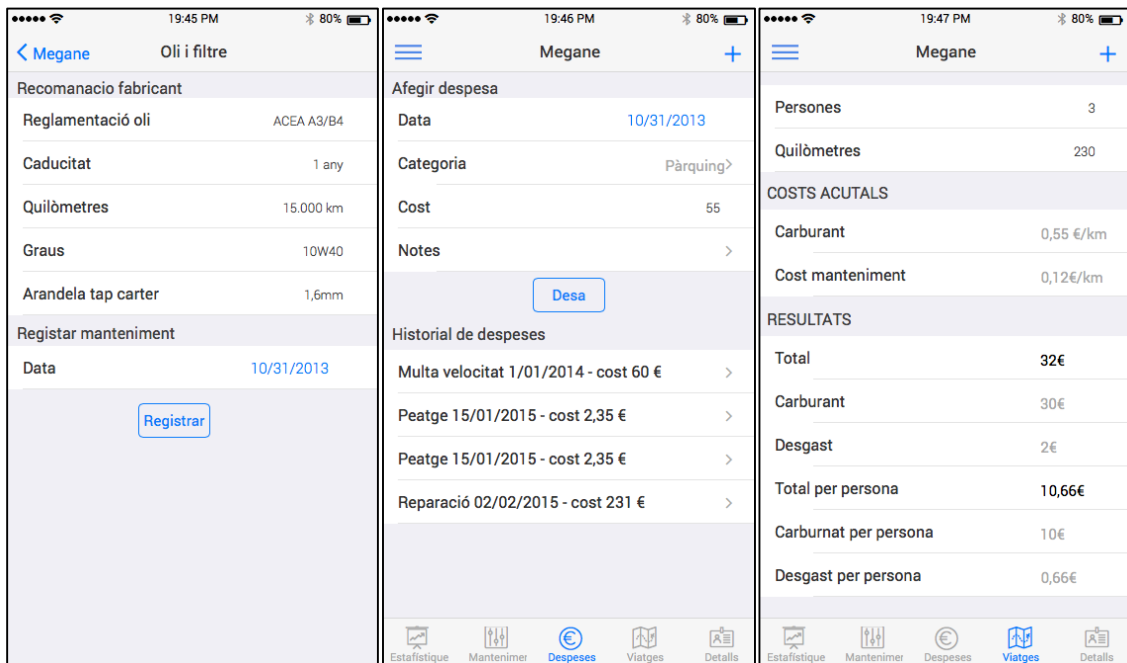 19:45 PM
80%
Megane
Oli i filtre
Recomanacio fabricant
Reglamentació oli ACEA A3/B4
Caducitat 1 any
Quilòmetres 15.000 km
Graus 10W40
Arandela tap carter 1,6mm
Registar manteniment
Data 10/31/2013
Registrar
19:46 PM
80%
Megane
+
Afegir despesa
Data 10/31/2013
Categoria Pàrquing
Cost 55
Notes
Desa
Historial de despeses
Multa velocitat 1/01/2014 - cost 60 €
Peatge 15/01/2015 - cost 2,35 €
Peatge 15/01/2015 - cost 2,35 €
Reparació 02/02/2015 - cost 231 €
Estafístique Mantenimer Despeses Viatges Detalls
19:47 PM
80%
Megane
+
Persones 3
Quilòmetres 230
COSTS ACUTALS
Carburant 0,55 €/km
Cost manteniment 0,12€/km
RESULTATS
Total 32€
Carburant 30€
Desgast 2€
Total per persona 10,66€
Carburnat per persona 10€
Desgast per persona 0,66€
Estafístique Mantenimer Despeses Viatges Detalls